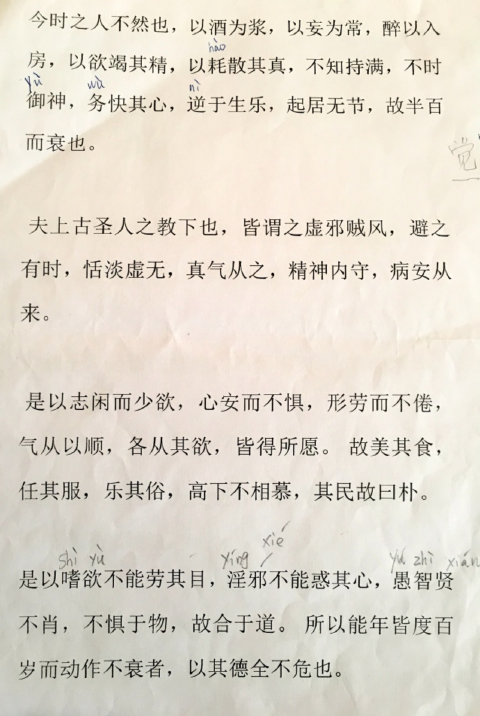 今时之人不然也，以酒为浆，以妄为常，醉以入
hào
房，以欲竭其精，以耗散其真，不知持满，不时
yù wù nì
御神，务快其心，逆于生乐，起居无节，故半百
而衰也。
觉
夫上古圣人之教下也，皆谓之虚邪贼风，避之
有时，恬淡虚无，真气从之，精神内守，病安从
来。
是以志闲而少欲，心安而不惧，形劳而不倦，
气从以顺，各从其欲，皆得所愿。故美其食，
任其服，乐其俗，高下不相慕，其民故曰朴。
xié
shì yù yíng yú zhì xián
是以嗜欲不能劳其目，淫邪不能惑其心，愚智贤
不肖，不惧于物，故合于道。所以能年皆度百
岁而动作不衰者，以其德全不危也。